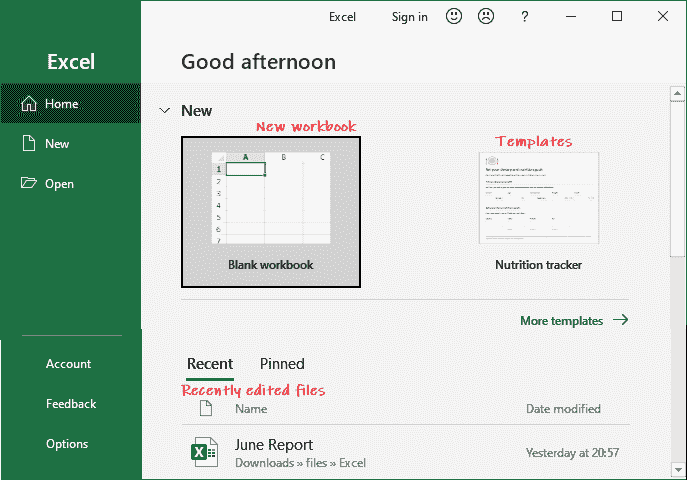 Excel Sign in ?
Excel
Good afternoon
Home
New
New
New workbook
Templates
Open
A B C
1
2
3
4
5
6
7
Blank workbook
Nutrition tracker
More templates
Recent Pinned
Recently edited files
Account
Name Date modified
Feedback
June Report
Yesterday at 20:57
Options
Downloads » files » Excel